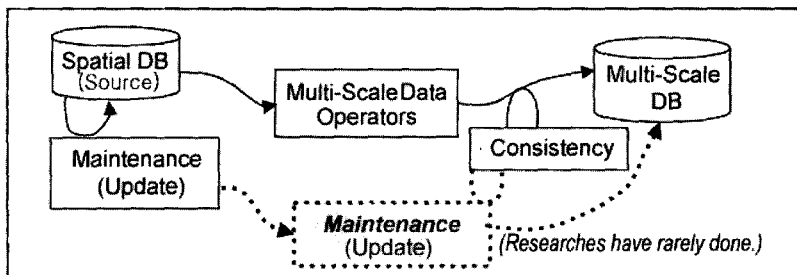 Spatial DB
(Source)
Multi-Scale Data
Operators
Multi-Scale
DB
Maintenance
(Update)
Consistency
Maintenance
(Update)
(Researches have rarely done.)